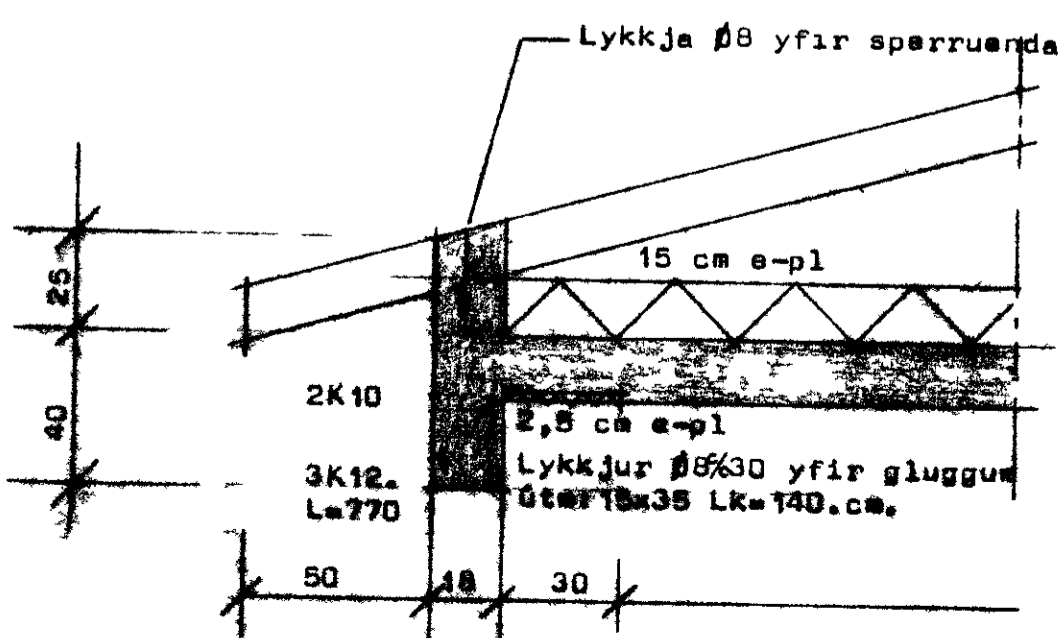 Lykkja Ø8 yfir sperruenda
15 cm e-pl
25
40
2K10
2,5 cm e-pl
3K12.
L=770
Lykkjur Ø8%30 yfir gluggum
15x35 Lk=140.cm.
50
18
30